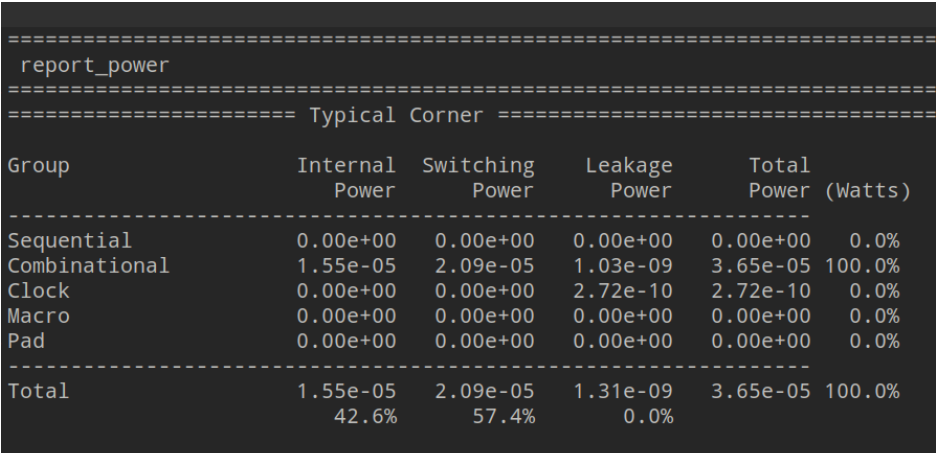 ===========================================================================
 report_power
===========================================================================
======================= Typical Corner ===================================
Group                  Internal  Switching    Leakage      Total
                          Power      Power      Power      Power (Watts)
----------------------------------------------------------------
Sequential             0.00e+00   0.00e+00   0.00e+00   0.00e+00   0.0%
Combinational          1.55e-05   2.09e-05   1.03e-09   3.65e-05 100.0%
Clock                  0.00e+00   0.00e+00   2.72e-10   2.72e-10   0.0%
Macro                  0.00e+00   0.00e+00   0.00e+00   0.00e+00   0.0%
Pad                    0.00e+00   0.00e+00   0.00e+00   0.00e+00   0.0%
----------------------------------------------------------------
Total                  1.55e-05   2.09e-05   1.31e-09   3.65e-05 100.0%
                          42.6%      57.4%       0.0%